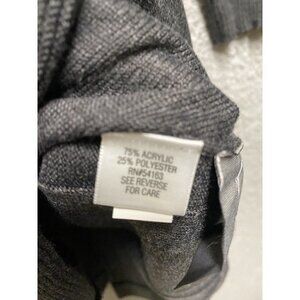 75% ACRYLIC
25% POLYESTER
RN#54163
SEE REVERSE
FOR CARE